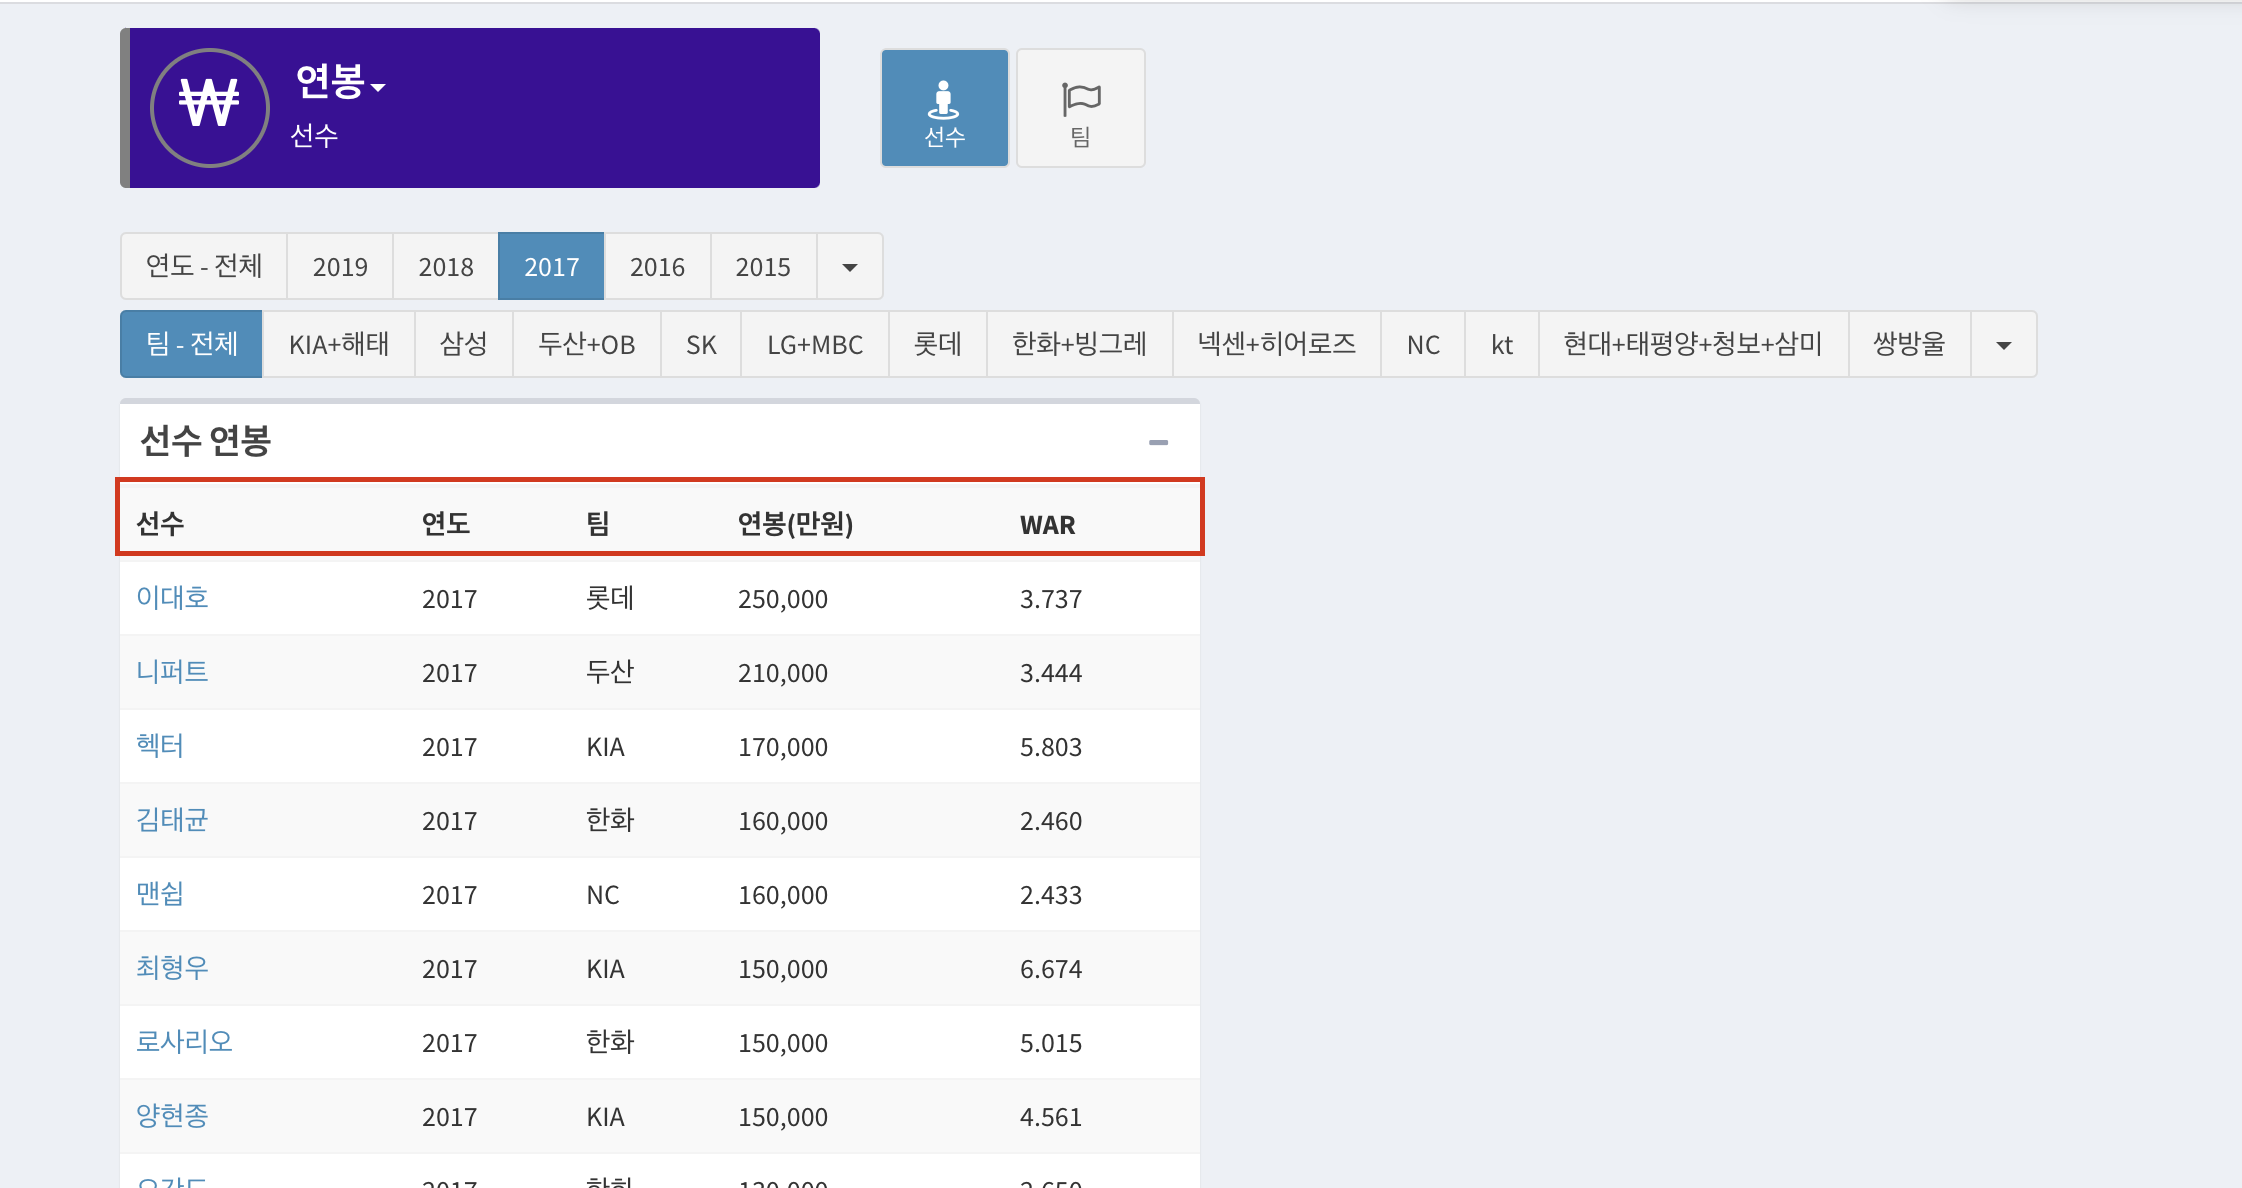 ₩
연봉
선수
선수
팀
연도 - 전체 2019 2018 2017 2016 2015
팀 - 전체 KIA+해태 삼성 두산+OB SK LG+MBC 롯데 한화+빙그레 넥센+히어로즈 NC kt 현대+태평양+청보+삼미 쌍방울
선수 연봉
선수 연도 팀 연봉(만원) WAR
이대호 2017 롯데 250,000 3.737
니퍼트 2017 두산 210,000 3.444
헥터 2017 KIA 170,000 5.803
김태균 2017 한화 160,000 2.460
맨쉽 2017 NC 160,000 2.433
최형우 2017 KIA 150,000 6.674
로사리오 2017 한화 150,000 5.015
양현종 2017 KIA 150,000 4.561